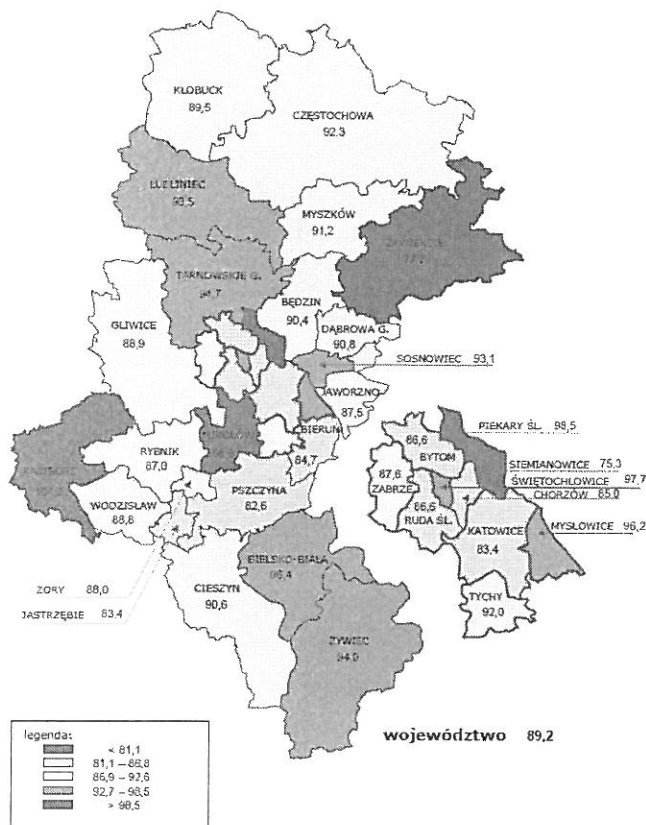 KŁOBUCK
89,5
CZĘSTOCHOWA
92,3
LUBLINIEC
93,5
MYSZKÓW
91,2
TARNOWSKIE G.
94,7
BĘDZIN
90,4
GLIWICE
88,9
DĄBROWA G.
90,8
SOSNOWIEC 93,1
JAWORZNO
87,5
BIERUŃ
84,7
RYBNIK
87,0
PSZCZYNA
82,6
WODZISŁAW
88,8
ŻORY 88,0
JASTRZĘBIE 83,4
CIESZYN
90,6
BIELSKO-BIAŁA
96,4
ŻYWIEC
94,0
PIEKARY ŚL. 98,5
SIEMIANOWICE 75,3
ŚWIĘTOCHŁOWICE 97,7
CHORZÓW 85,0
MYSŁOWICE 96,2
86,6
BYTOM
87,6
ZABRZE
86,6
RUDA ŚL.
KATOWICE
83,4
TYCHY
92,0
województwo 89,2
legenda:
< 81,1
81,1 – 86,8
86,9 – 92,6
92,7 – 98,5
> 98,5